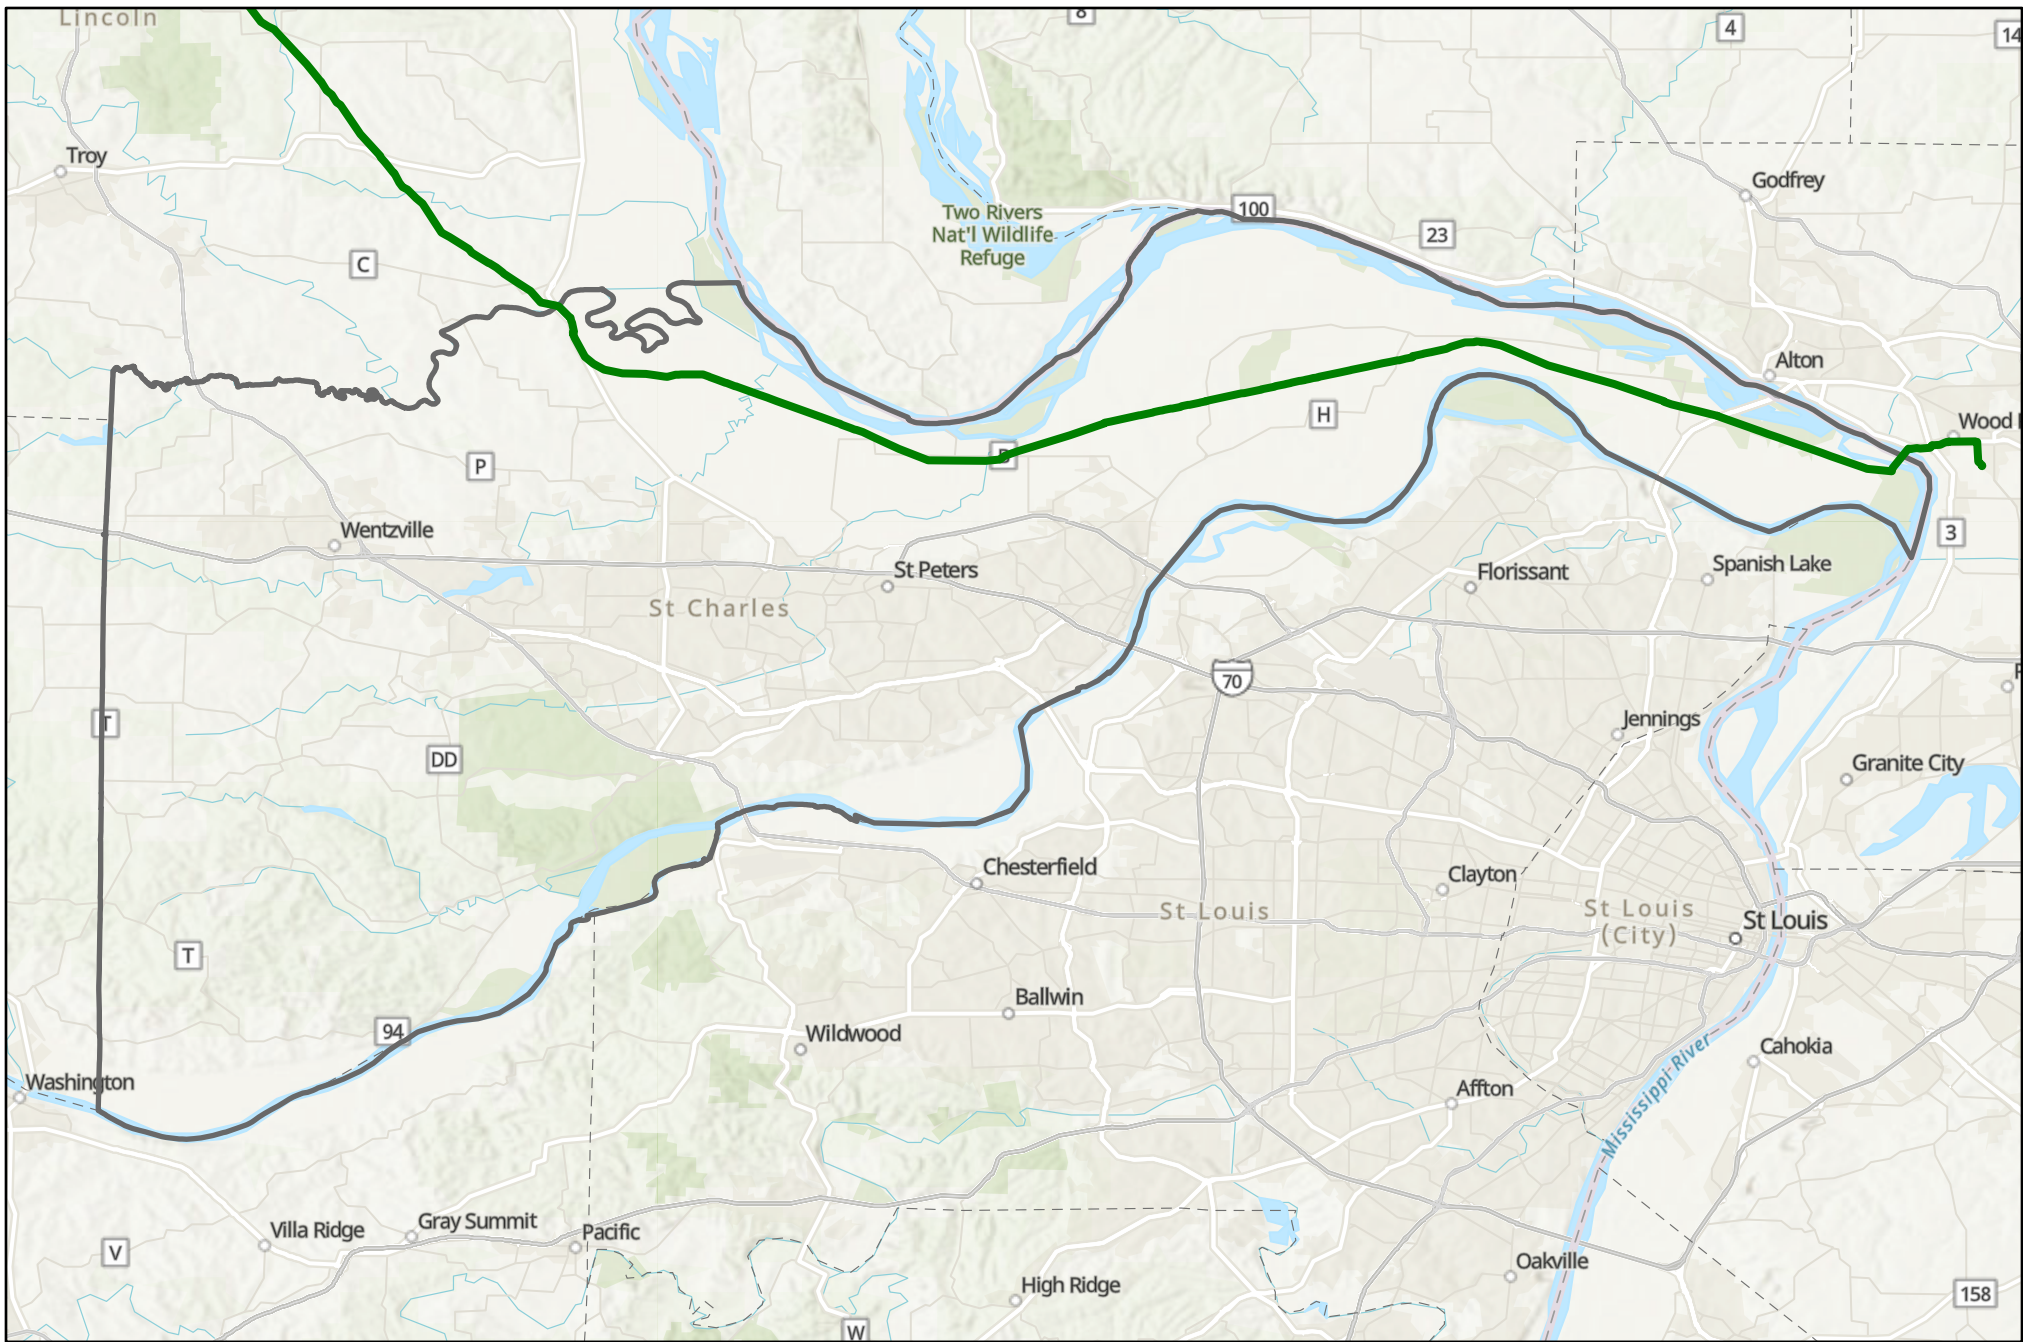 Lincoln
8
4
14
Troy
Godfrey
Two Rivers
Nat'l Wildlife
Refuge
100
23
C
Alton
H
Wood
B
P
Wentzville
3
St Peters
Florissant
Spanish Lake
St Charles
70
T
Jennings
DD
Granite City
Chesterfield
Clayton
St Louis
St Louis
(City)
St Louis
T
Ballwin
94
Wildwood
Cahokia
Washington
Affton
Mississippi River
Villa Ridge
Gray Summit
Pacific
V
Oakville
High Ridge
158
W